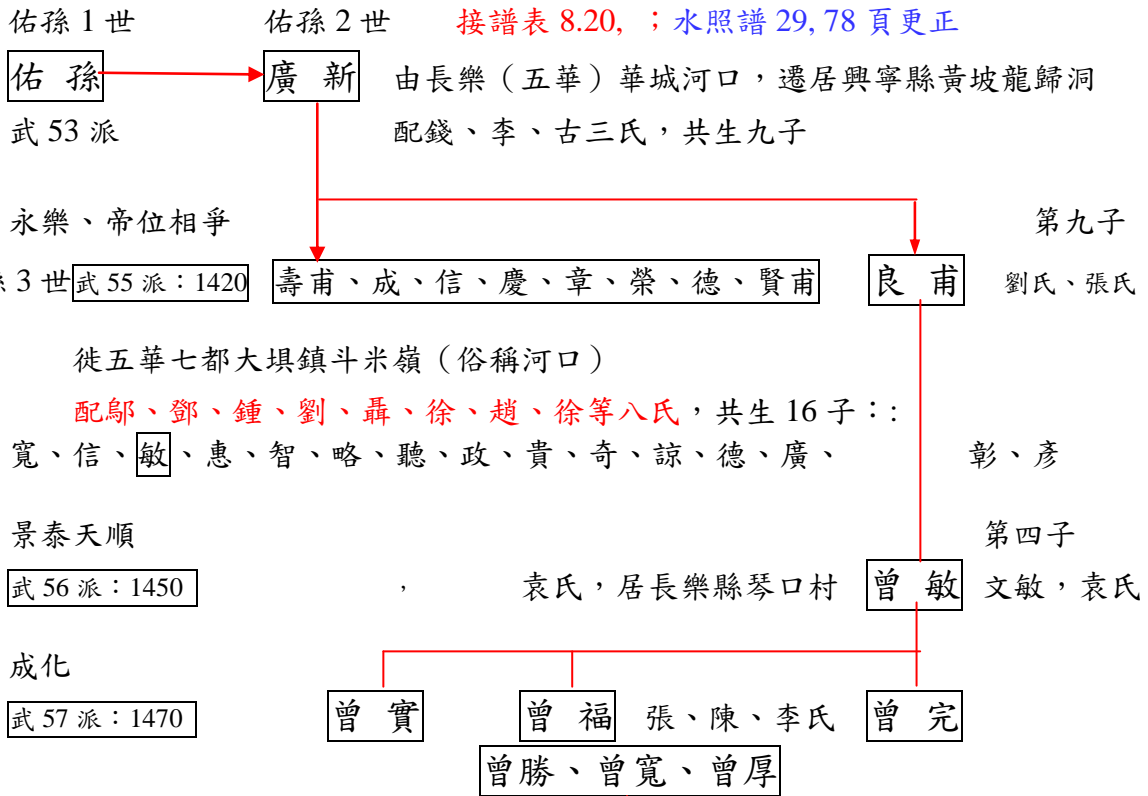 佑孫 1 世 佑孫 2 世 接譜表 8.20, ；水照譜 29, 78 頁更正
佑 孫 廣 新 由長樂（五華）華城河口，遷居興寧縣黃坡龍歸洞
武 53 派 配錢、李、古三氏，共生九子
永樂、帝位相爭 第九子
3 世 武 55 派：1420 壽甫、成、信、慶、章、榮、德、賢甫 良 甫 劉氏、張氏
徙五華七都大埧鎮斗米嶺（俗稱河口）
配鄔、鄧、鍾、劉、聶、徐、趙、徐等八氏，共生 16 子：:
寬、信、敏、惠、智、略、聽、政、貴、奇、諒、德、廣、 彰、彥
景泰天順 第四子
武 56 派：1450 ， 袁氏，居長樂縣琴口村 曾 敏 文敏，袁氏
成化
武 57 派：1470 曾 實 曾 福 張、陳、李氏 曾 完
曾勝、曾寬、曾厚